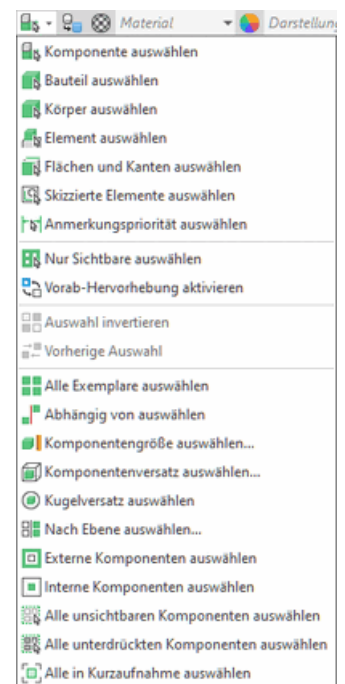 Material Darstellung
Komponente auswählen
Bauteil auswählen
Körper auswählen
Element auswählen
Flächen und Kanten auswählen
Skizzierte Elemente auswählen
Anmerkungspriorität auswählen
Nur Sichtbare auswählen
Vorab-Hervorhebung aktivieren
Auswahl invertieren
Vorherige Auswahl
Alle Exemplare auswählen
Abhängig von auswählen
Komponentengröße auswählen...
Komponentenversatz auswählen...
Kugelversatz auswählen
Nach Ebene auswählen...
Externe Komponenten auswählen
Interne Komponenten auswählen
Alle unsichtbaren Komponenten auswählen
Alle unterdrückten Komponenten auswählen
Alle in Kurzaufnahme auswählen